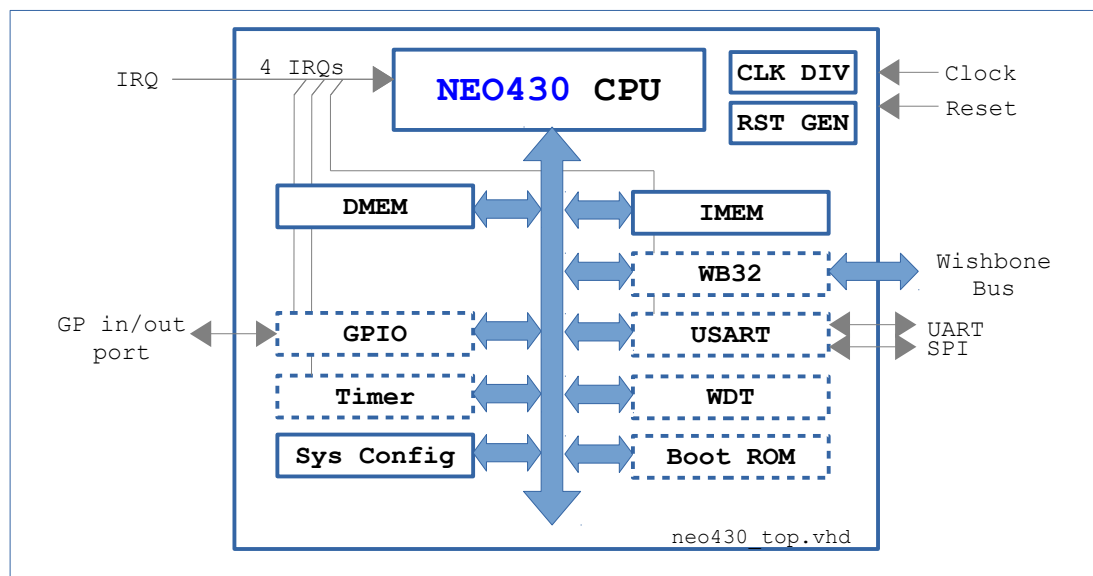 4 IRQs
IRQ
NEO430 CPU
CLK DIV
Clock
RST GEN
Reset
DMEM
IMEM
WB32
Wishbone
Bus
GP in/out
port
GPIO
USART
UART
SPI
Timer
WDT
Sys Config
Boot ROM
neo430_top.vhd